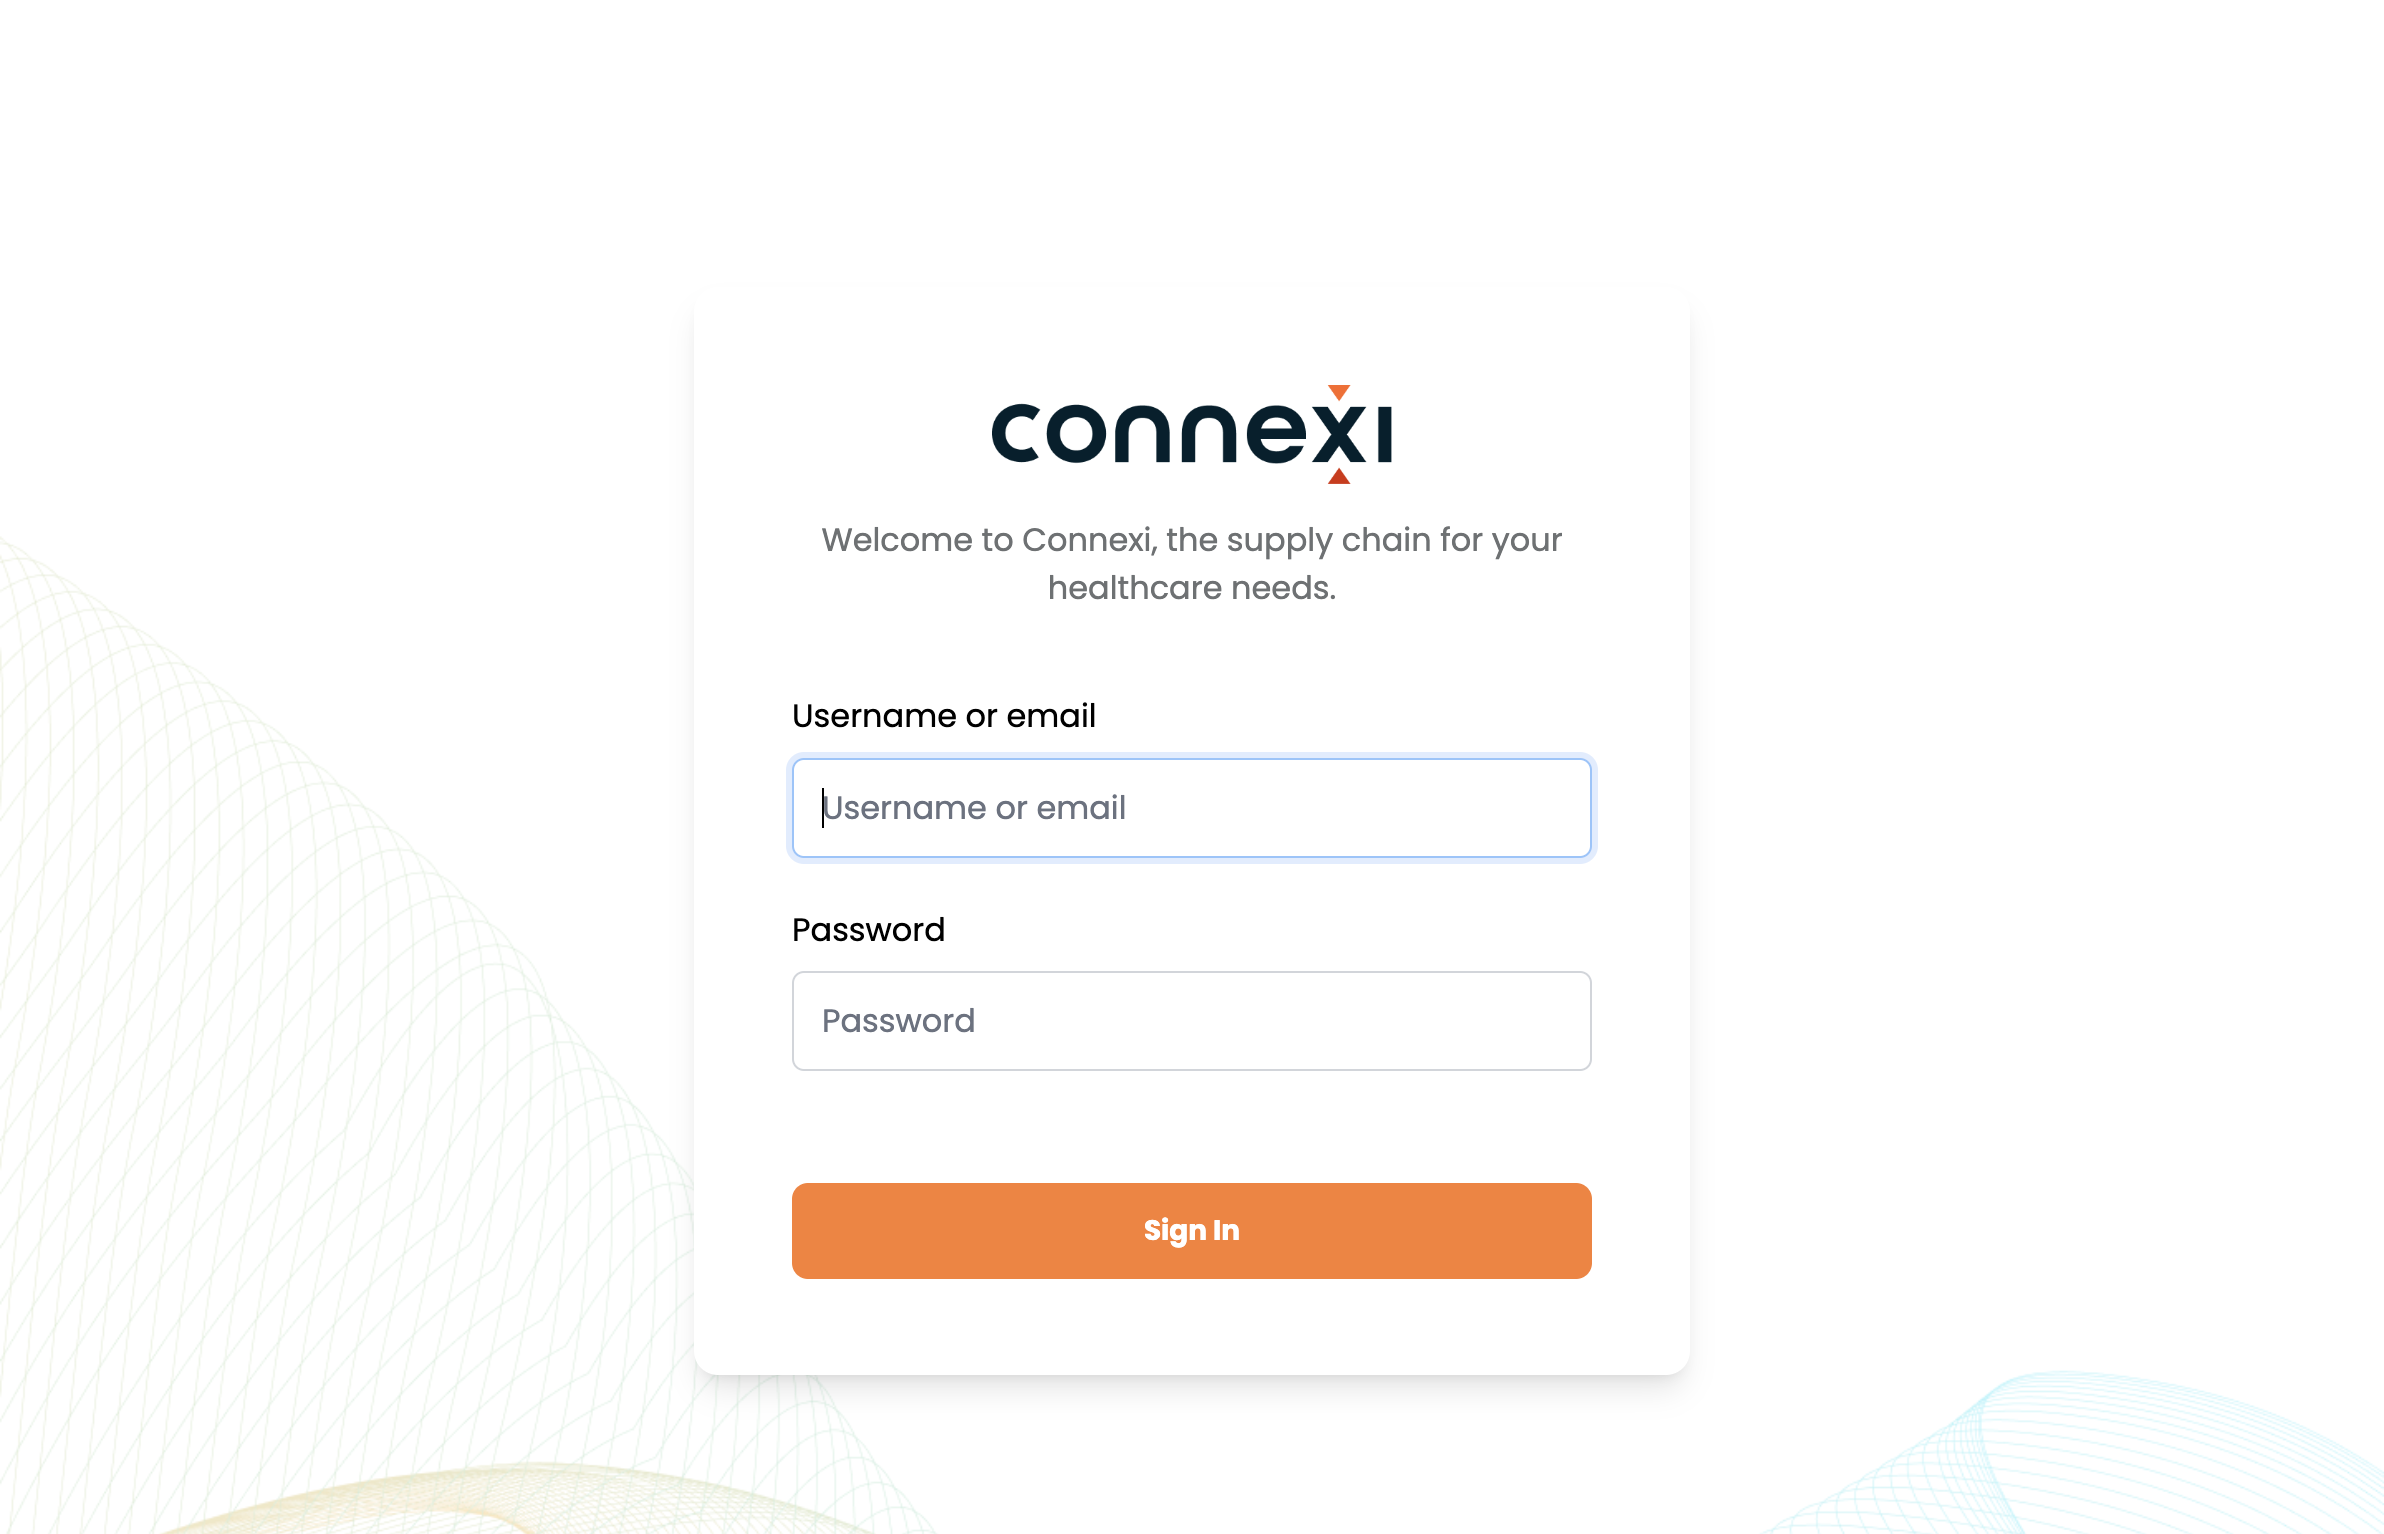 connexi
Welcome to Connexi, the supply chain for your
healthcare needs.
Username or email
Username or email
Password
Password
Sign In